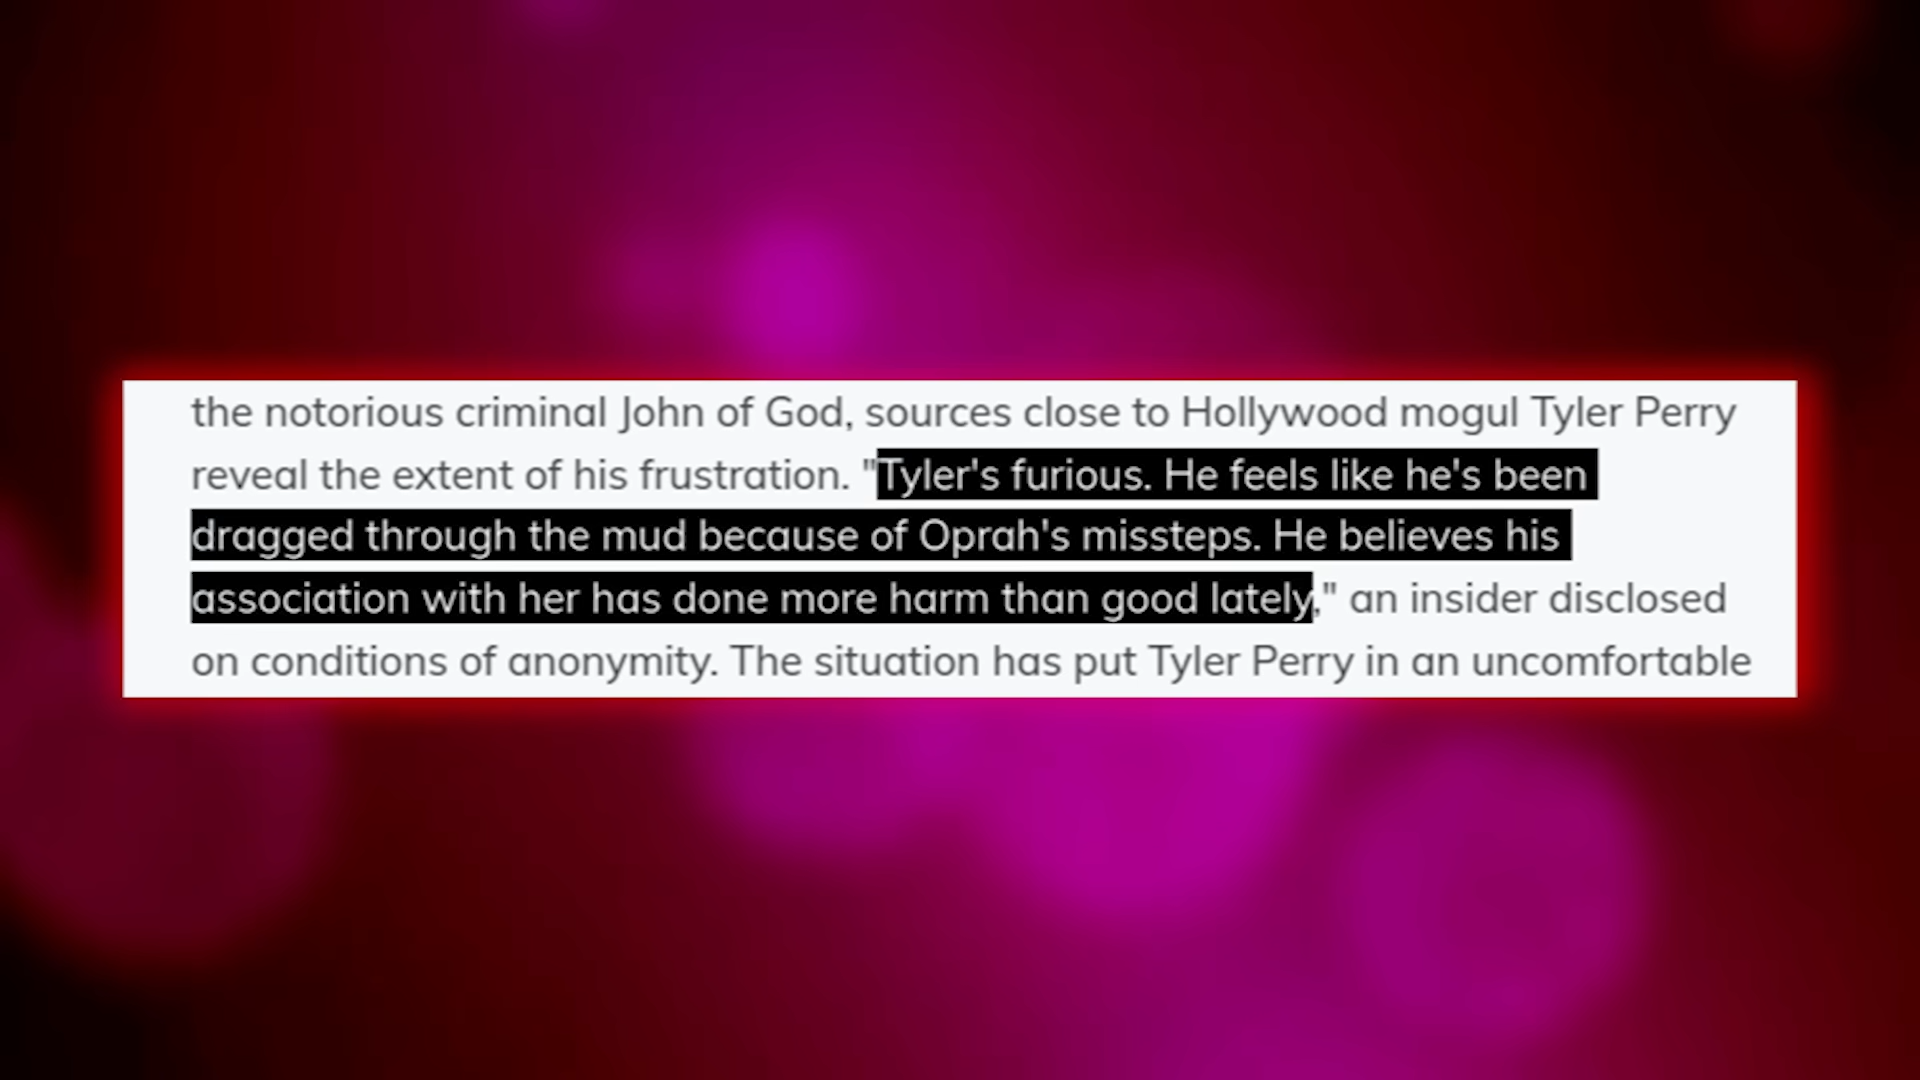 the notorious criminal John of God, sources close to Hollywood mogul Tyler Perry
reveal the extent of his frustration. "Tyler's furious. He feels like he's been
dragged through the mud because of Oprah's missteps. He believes his
association with her has done more harm than good lately," an insider disclosed
on conditions of anonymity. The situation has put Tyler Perry in an uncomfortable